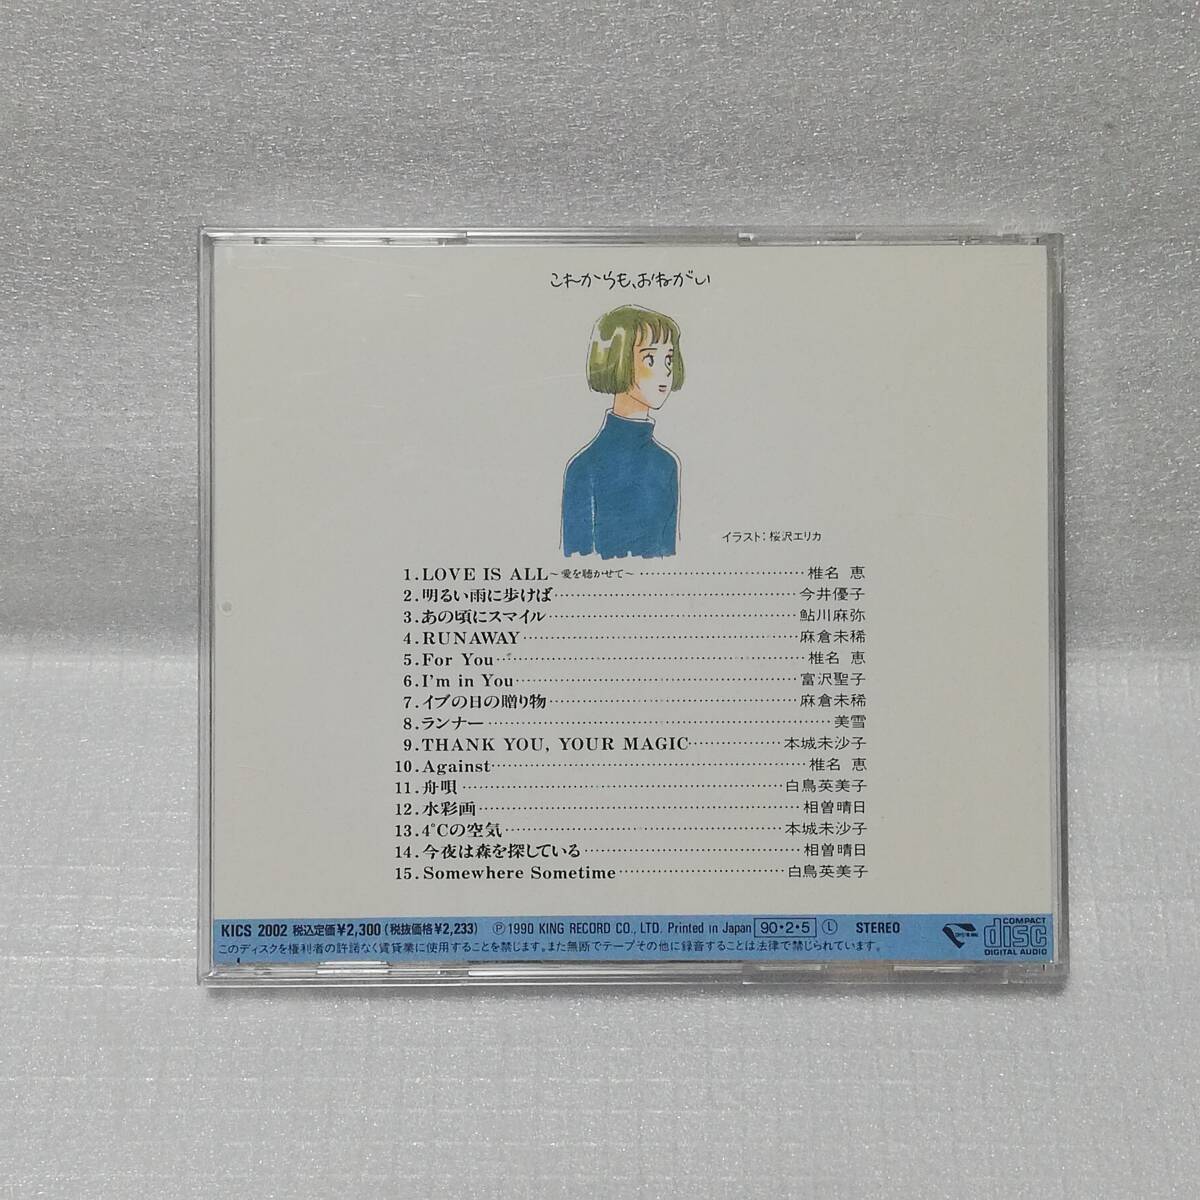 これからも、おねがい
イラスト:桜沢エリカ
1.LOVE IS ALL〜愛を聴かせて〜………………………椎名 恵
2.明るい雨に歩けば………………………今井優子
3.あの頃にスマイル………………………鮎川麻弥
4.RUNAWAY………………………麻倉未稀
5.For You………………………椎名 恵
6.I'm in You………………………富沢聖子
7.イブの日の贈り物………………………麻倉未稀
8.ランナー………………………美雪
9.THANK YOU, YOUR MAGIC………………本城未沙子
10.Against………………………椎名 恵
11.舟唄………………………白鳥英美子
12.水彩画………………………相曽晴日
13.4℃の空気………………………本城未沙子
14.今夜は森を探している………………………相曽晴日
15.Somewhere Sometime………………………白鳥英美子
KICS 2002 税込定価¥2,300(税抜価格¥2,233) Ⓟ1990 KING RECORD CO., LTD. Printed in Japan 90・2・5 Ⓛ STEREO
このディスクを権利者の許諾なく賃貸業に使用することを禁じます。また無断でテープその他に録音することは法律で禁じられています。
COMPACT
disc
DIGITAL AUDIO